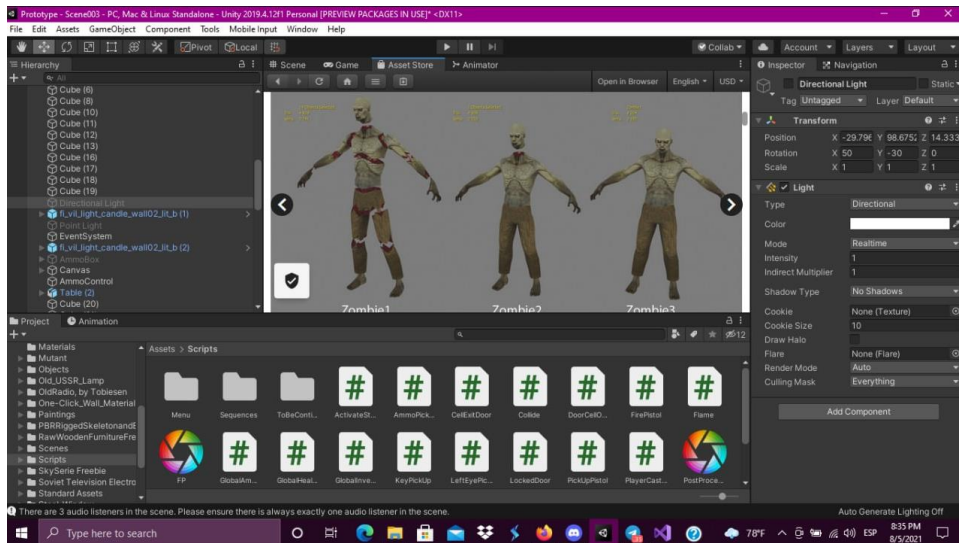 Prototype - Scene003 - PC, Mac & Linux Standalone - Unity 2019.4.12f1 Personal [PREVIEW PACKAGES IN USE]* <DX11>
File Edit Assets GameObject Component Tools Mobile Input Window Help
Pivot Local Collab Account Layers Layout
Hierarchy
All
Cube (6)
Cube (8)
Cube (10)
Cube (11)
Cube (12)
Cube (13)
Cube (16)
Cube (17)
Cube (18)
Cube (19)
Directional Light
fi_vil_light_candle_wall02_lit_b (1)
Point Light
EventSystem
fi_vil_light_candle_wall02_lit_b (2)
AmmoBox
Canvas
AmmoControl
Table (2)
Cube (20)
Scene Game Asset Store Animator
Open in Browser English USD
Zombie1 Zombie2 Zombie3
Inspector Navigation
Directional Light Static
Tag Untagged Layer Default
Transform
Position X -29.796 Y 98.6752 Z 14.333
Rotation X 50 Y -30 Z 0
Scale X 1 Y 1 Z 1
Light
Type Directional
Color
Mode Realtime
Intensity 1
Indirect Multiplier 1
Shadow Type No Shadows
Cookie None (Texture)
Cookie Size 10
Draw Halo
Flare None (Flare)
Render Mode Auto
Culling Mask Everything
Add Component
Project Animation
12
Materials
Mutant
Objects
Old_USSR_Lamp
OldRadio, by Tobiesen
One-Click_Wall_Material
Paintings
PBRRiggedSkeletonandE
RawWoodenFurnitureFre
Scenes
Scripts
SkySerie Freebie
Soviet Television Electro
Standard Assets
Assets > Scripts
Menu Sequences ToBeConti... ActivateSt... AmmoPick... CellExitDoor Collide DoorCellO... FirePistol Flame
FP GlobalAm... GlobalHeal... GlobalInve... KeyPickUp LeftEyePic... LockedDoor PickUpPistol PlayerCast... PostProce...
There are 3 audio listeners in the scene. Please ensure there is always exactly one audio listener in the scene.
Auto Generate Lighting Off
Type here to search
78°F ESP 8:35 PM
8/5/2021